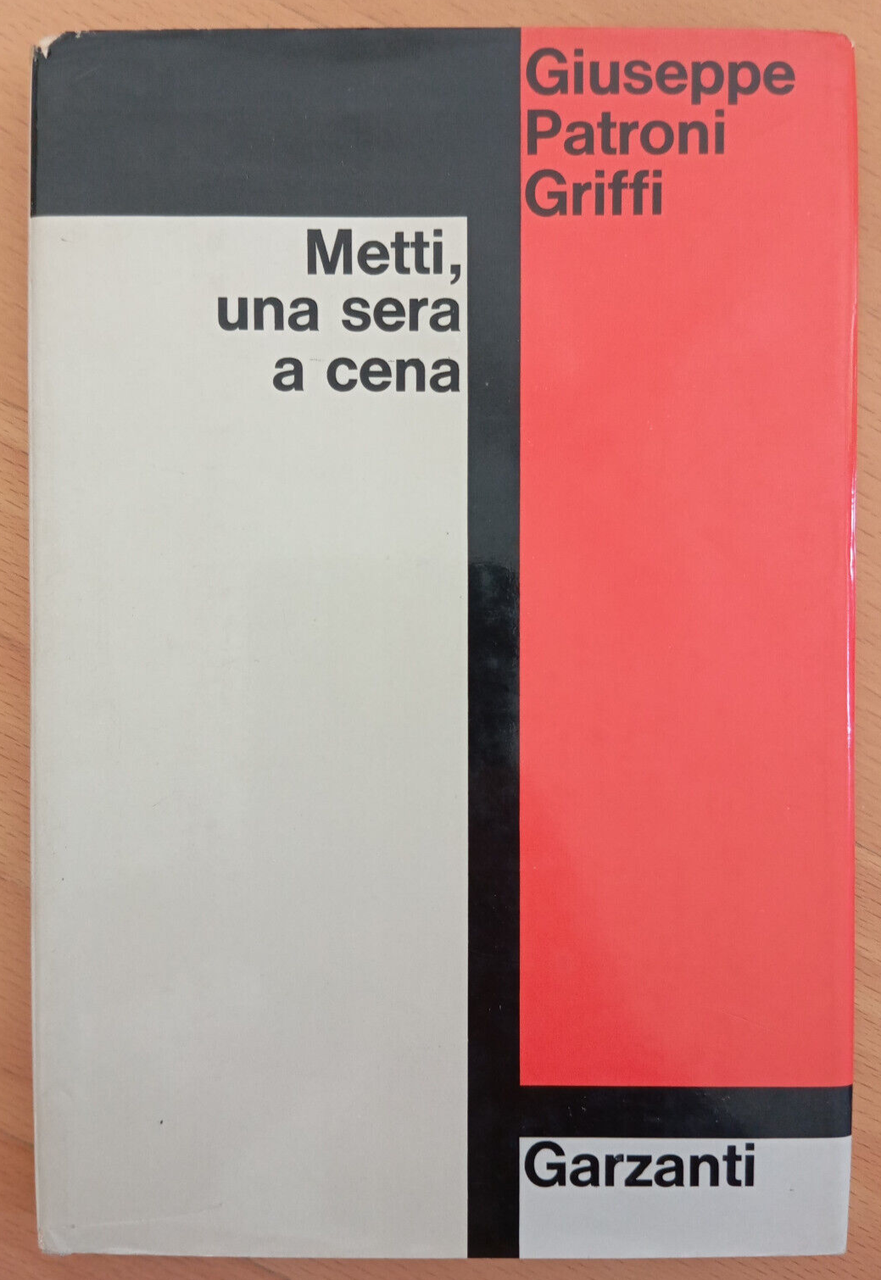 Giuseppe
Patroni
Griffi
Metti,
una sera
a cena
Garzanti